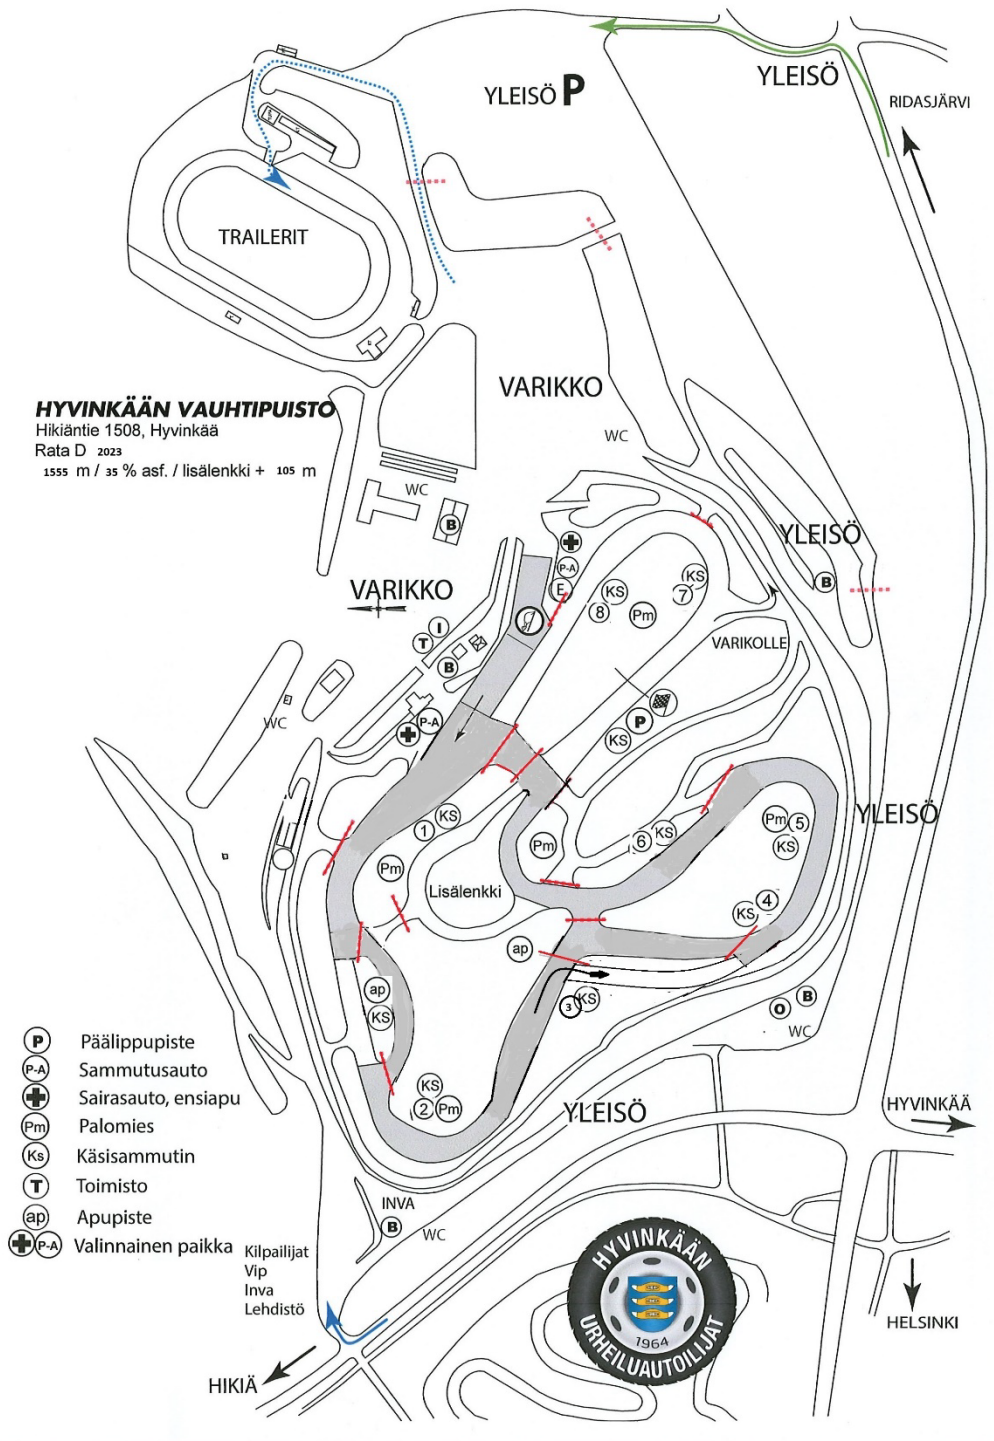 YLEISÖ
YLEISÖ P
RIDASJÄRVI
TRAILERIT
VARIKKO
HYVINKÄÄN VAUHTIPUISTO
Hikiäntie 1508, Hyvinkää
Rata D 2023
1555 m / 35 % asf. / lisälenkki + 105 m
WC
WC
B
YLEISÖ
P-A
E
KS
7
KS
8
Pm
B
VARIKKO
I
T
B
VARIKOLLE
P-A
P
KS
WC
1
KS
Pm
Pm
6
KS
Pm
5
KS
YLEISÖ
Lisälenkki
4
KS
ap
ap
KS
3
KS
B
O
WC
KS
2
Pm
YLEISÖ
HYVINKÄÄ
P Päälippupiste
P-A Sammutusauto
Sairasauto, ensiapu
Pm Palomies
Ks Käsisammutin
T Toimisto
ap Apupiste
P-A Valinnainen paikka
INVA
B
WC
Kilpailijat
Vip
Inva
Lehdistö
HIKIÄ
HYVINKÄÄN
1964
URHEILUAUTOILIJAT
HELSINKI